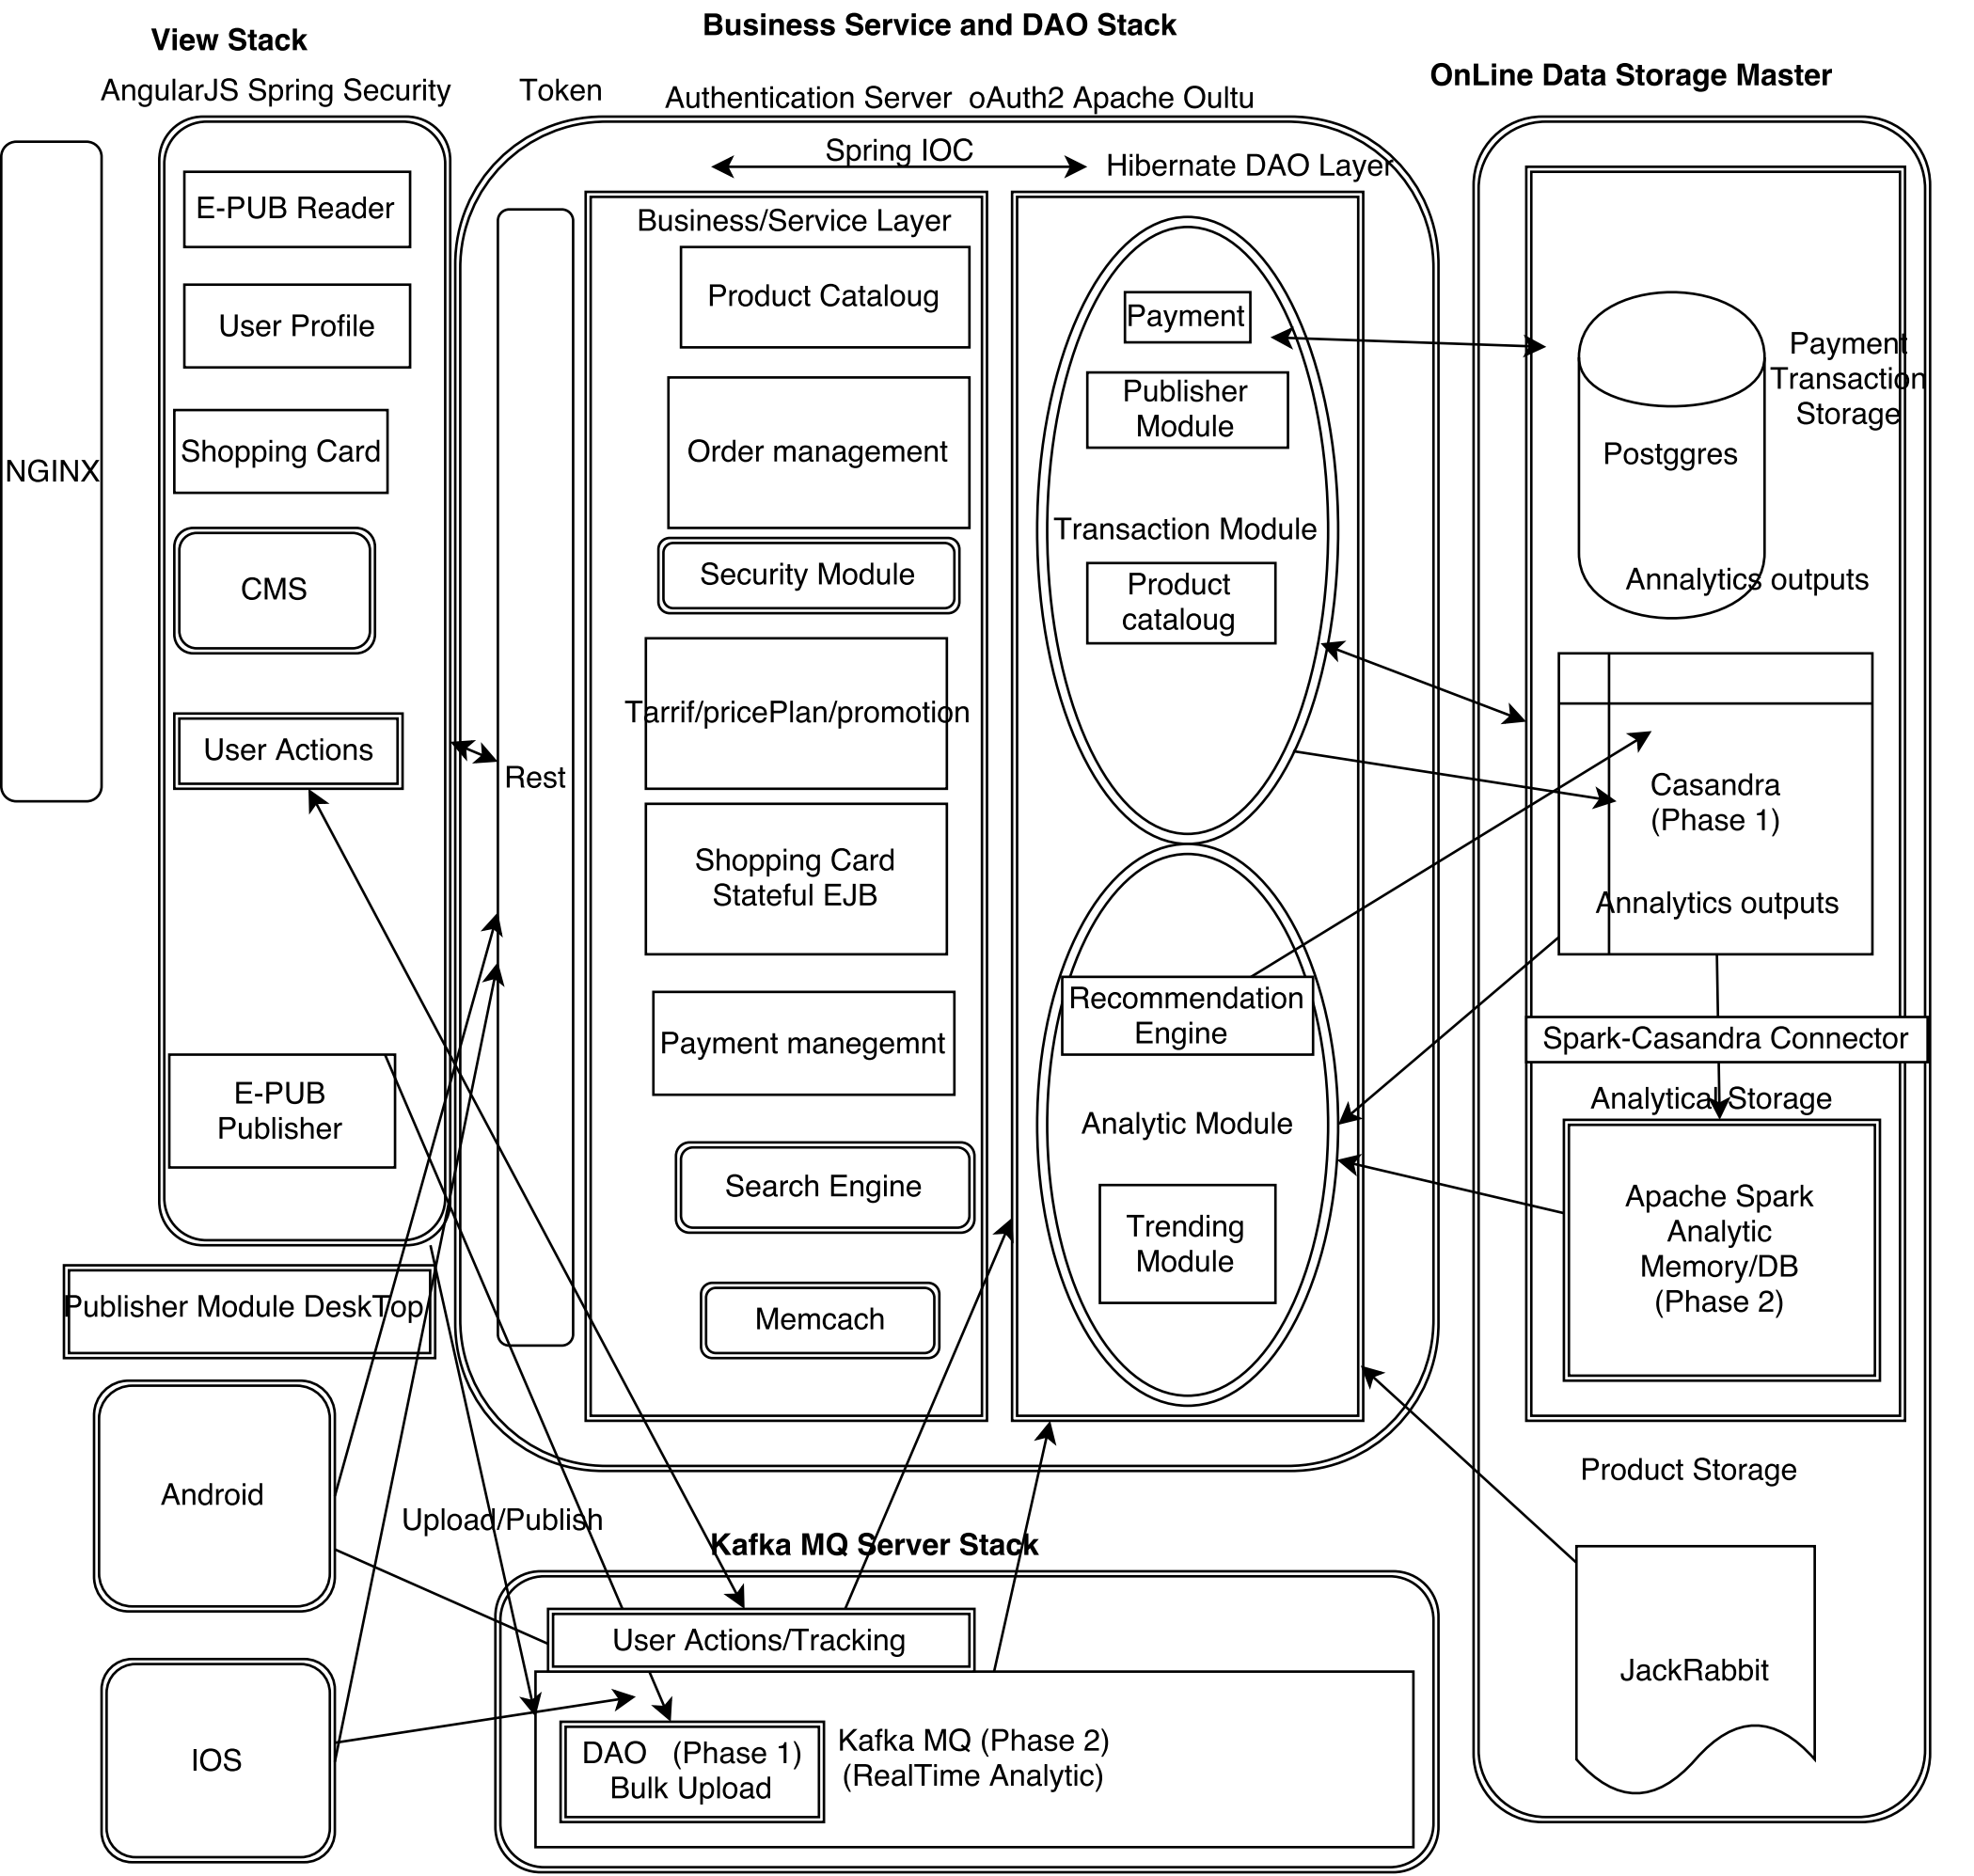 Business Service and DAO Stack
View Stack
OnLine Data Storage Master
AngularJS Spring Security
Token
Authentication Server  oAuth2 Apache Oultu
Spring IOC
Hibernate DAO Layer
NGINX
E-PUB Reader
User Profile
Shopping Card
CMS
User Actions
E-PUB
Publisher
Publisher Module DeskTop
Android
IOS
Upload/Publish
Rest
Business/Service Layer
Product Cataloug
Order management
Security Module
Tarrif/pricePlan/promotion
Shopping Card
Stateful EJB
Payment manegemnt
Search Engine
Memcach
Payment
Publisher
Module
Transaction Module
Product
cataloug
Recommendation
Engine
Analytic Module
Trending
Module
Payment
Transaction
Storage
Postggres
Annalytics outputs
Casandra
(Phase 1)
Annalytics outputs
Spark-Casandra Connector
Analytical Storage
Apache Spark
Analytic
Memory/DB
(Phase 2)
Product Storage
JackRabbit
Kafka MQ Server Stack
User Actions/Tracking
DAO   (Phase 1)
Bulk Upload
Kafka MQ (Phase 2)
(RealTime Analytic)